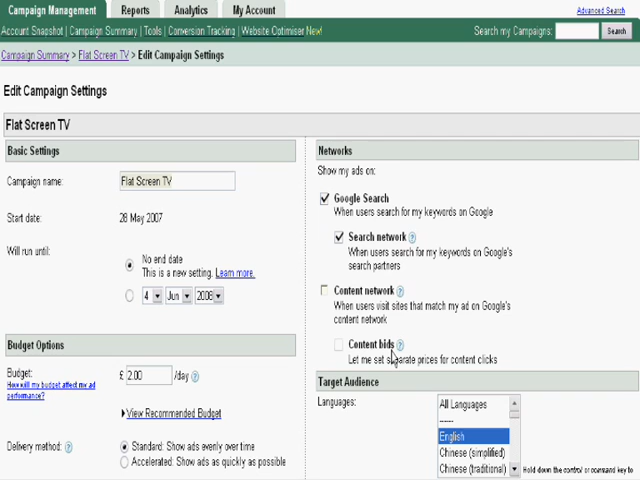 Campaign Management Reports Analytics My Account Advanced Search
Account Snapshot | Campaign Summary | Tools | Conversion Tracking | Website Optimiser New! Search my Campaigns: Search
Campaign Summary > Flat Screen TV > Edit Campaign Settings
Edit Campaign Settings
Flat Screen TV
Basic Settings
Campaign name: Flat Screen TV
Start date: 28 May 2007
Will run until:
No end date
This is a new setting. Learn more.
4 Jun 2008
Budget Options
Budget: £ 2.00 /day ?
How will my budget affect my ad
performance?
View Recommended Budget
Delivery method: ? Standard: Show ads evenly over time
Accelerated: Show ads as quickly as possible
Networks
Show my ads on:
Google Search
When users search for my keywords on Google
Search network ?
When users search for my keywords on Google's
search partners
Content network ?
When users visit sites that match my ad on Google's
content network
Content bids ?
Let me set separate prices for content clicks
Target Audience
Languages:
All Languages
------
English
Chinese (simplified)
Chinese (traditional)
Hold down the control or command key to